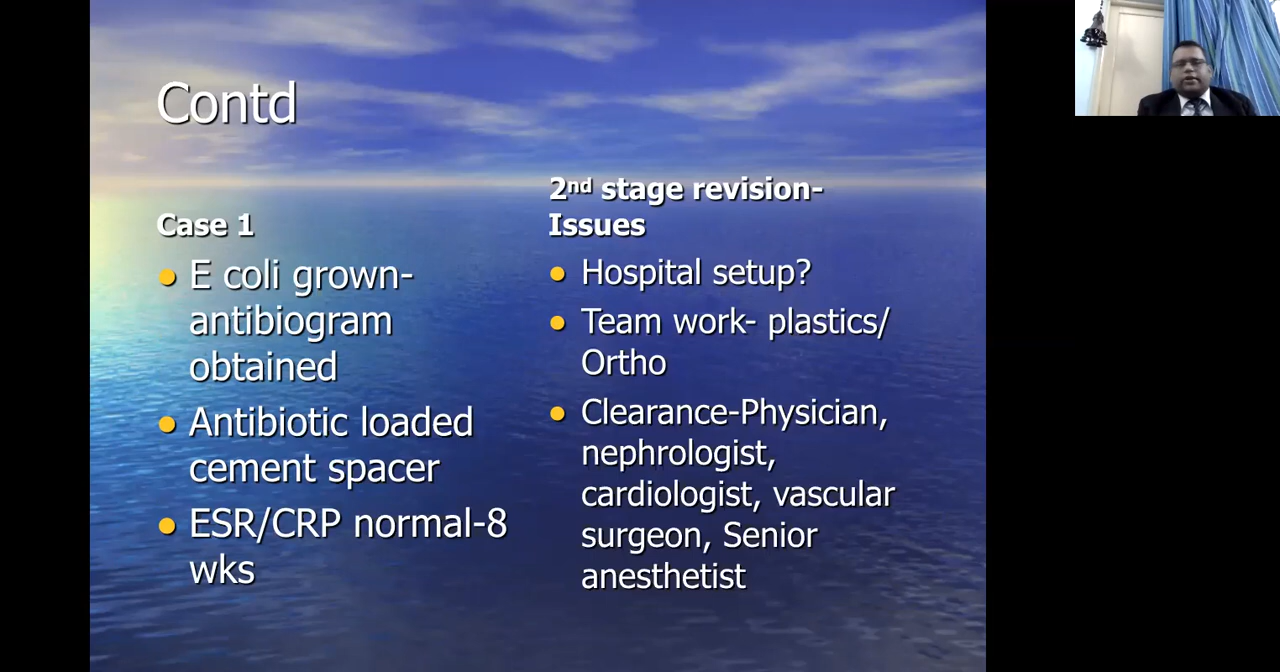 Contd
Case 1
E coli grown-
antibiogram
obtained
Antibiotic loaded
cement spacer
ESR/CRP normal-8
wks
2nd stage revision-
Issues
Hospital setup?
Team work- plastics/
Ortho
Clearance-Physician,
nephrologist,
cardiologist, vascular
surgeon, Senior
anesthetist